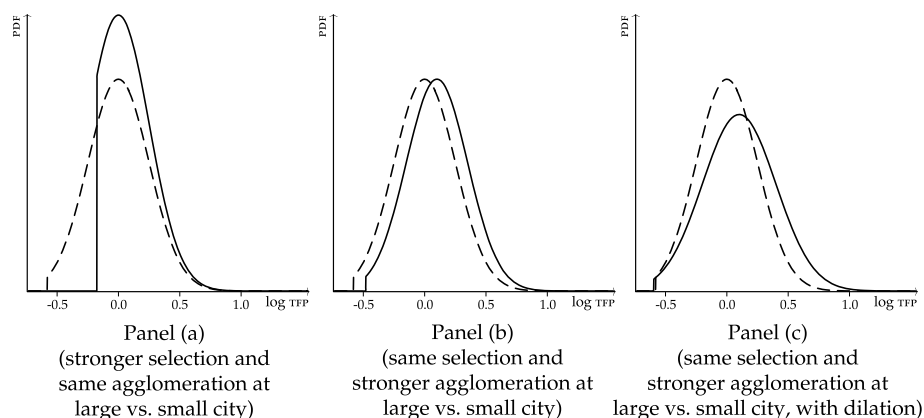 PDF
-0.5 0.0 0.5 1.0 log TFP
Panel (a)
(stronger selection and
same agglomeration at
large vs. small city)
PDF
-0.5 0.0 0.5 1.0 log TFP
Panel (b)
(same selection and
stronger agglomeration at
large vs. small city)
PDF
-0.5 0.0 0.5 1.0 log TFP
Panel (c)
(same selection and
stronger agglomeration at
large vs. small city, with dilation)